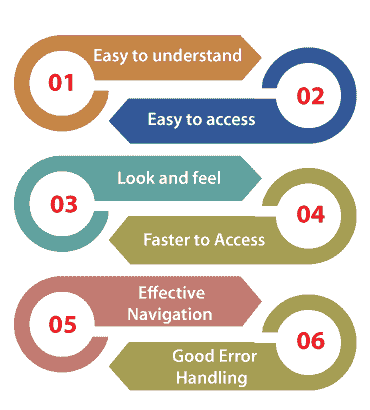 01
Easy to understand
02
Easy to access
03
Look and feel
04
Faster to Access
05
Effective
Navigation
06
Good Error
Handling